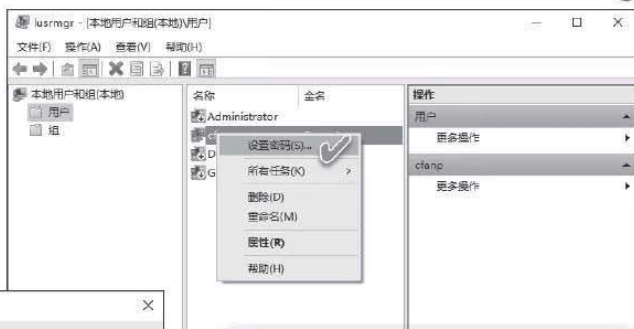 lusrmgr - [本地用户和组(本地)\用户]
文件(F) 操作(A) 查看(V) 帮助(H)
本地用户和组(本地)
用户
组
名称 全名
Administrator
D
G
设置密码(S)...
所有任务(K)
删除(D)
重命名(M)
属性(R)
帮助(H)
操作
用户
更多操作
cfanp
更多操作